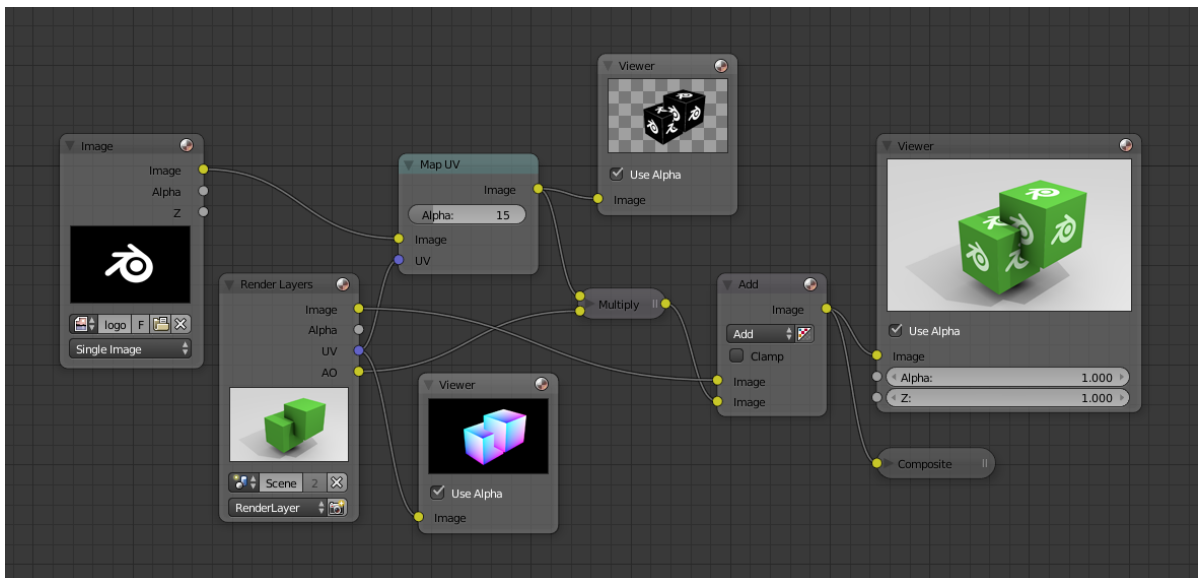 Image
Image
Alpha
Z
logo F
Single Image
Render Layers
Image
Alpha
UV
AO
Scene 2
RenderLayer
Map UV
Image
Alpha: 15
Image
UV
Viewer
Use Alpha
Image
Viewer
Use Alpha
Image
Multiply
Add
Image
Add
Clamp
Image
Image
Viewer
Use Alpha
Image
Alpha: 1.000
Z: 1.000
Composite